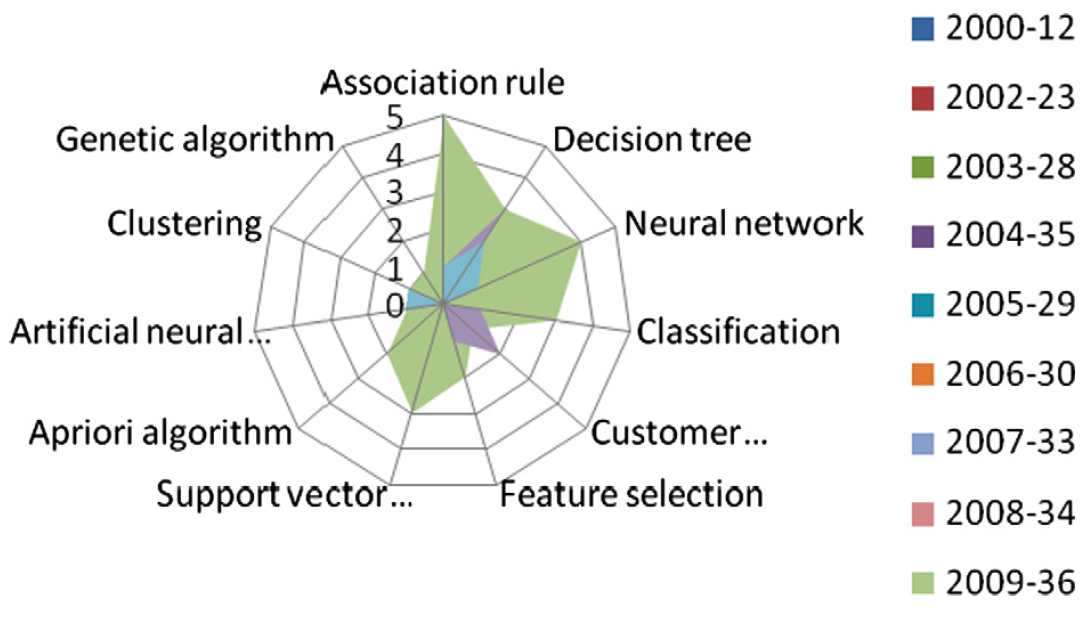 Association rule
Decision tree
Neural network
Classification
Customer...
Feature selection
Support vector...
Apriori algorithm
Artificial neural...
Clustering
Genetic algorithm
5
4
3
2
1
0
2000-12
2002-23
2003-28
2004-35
2005-29
2006-30
2007-33
2008-34
2009-36